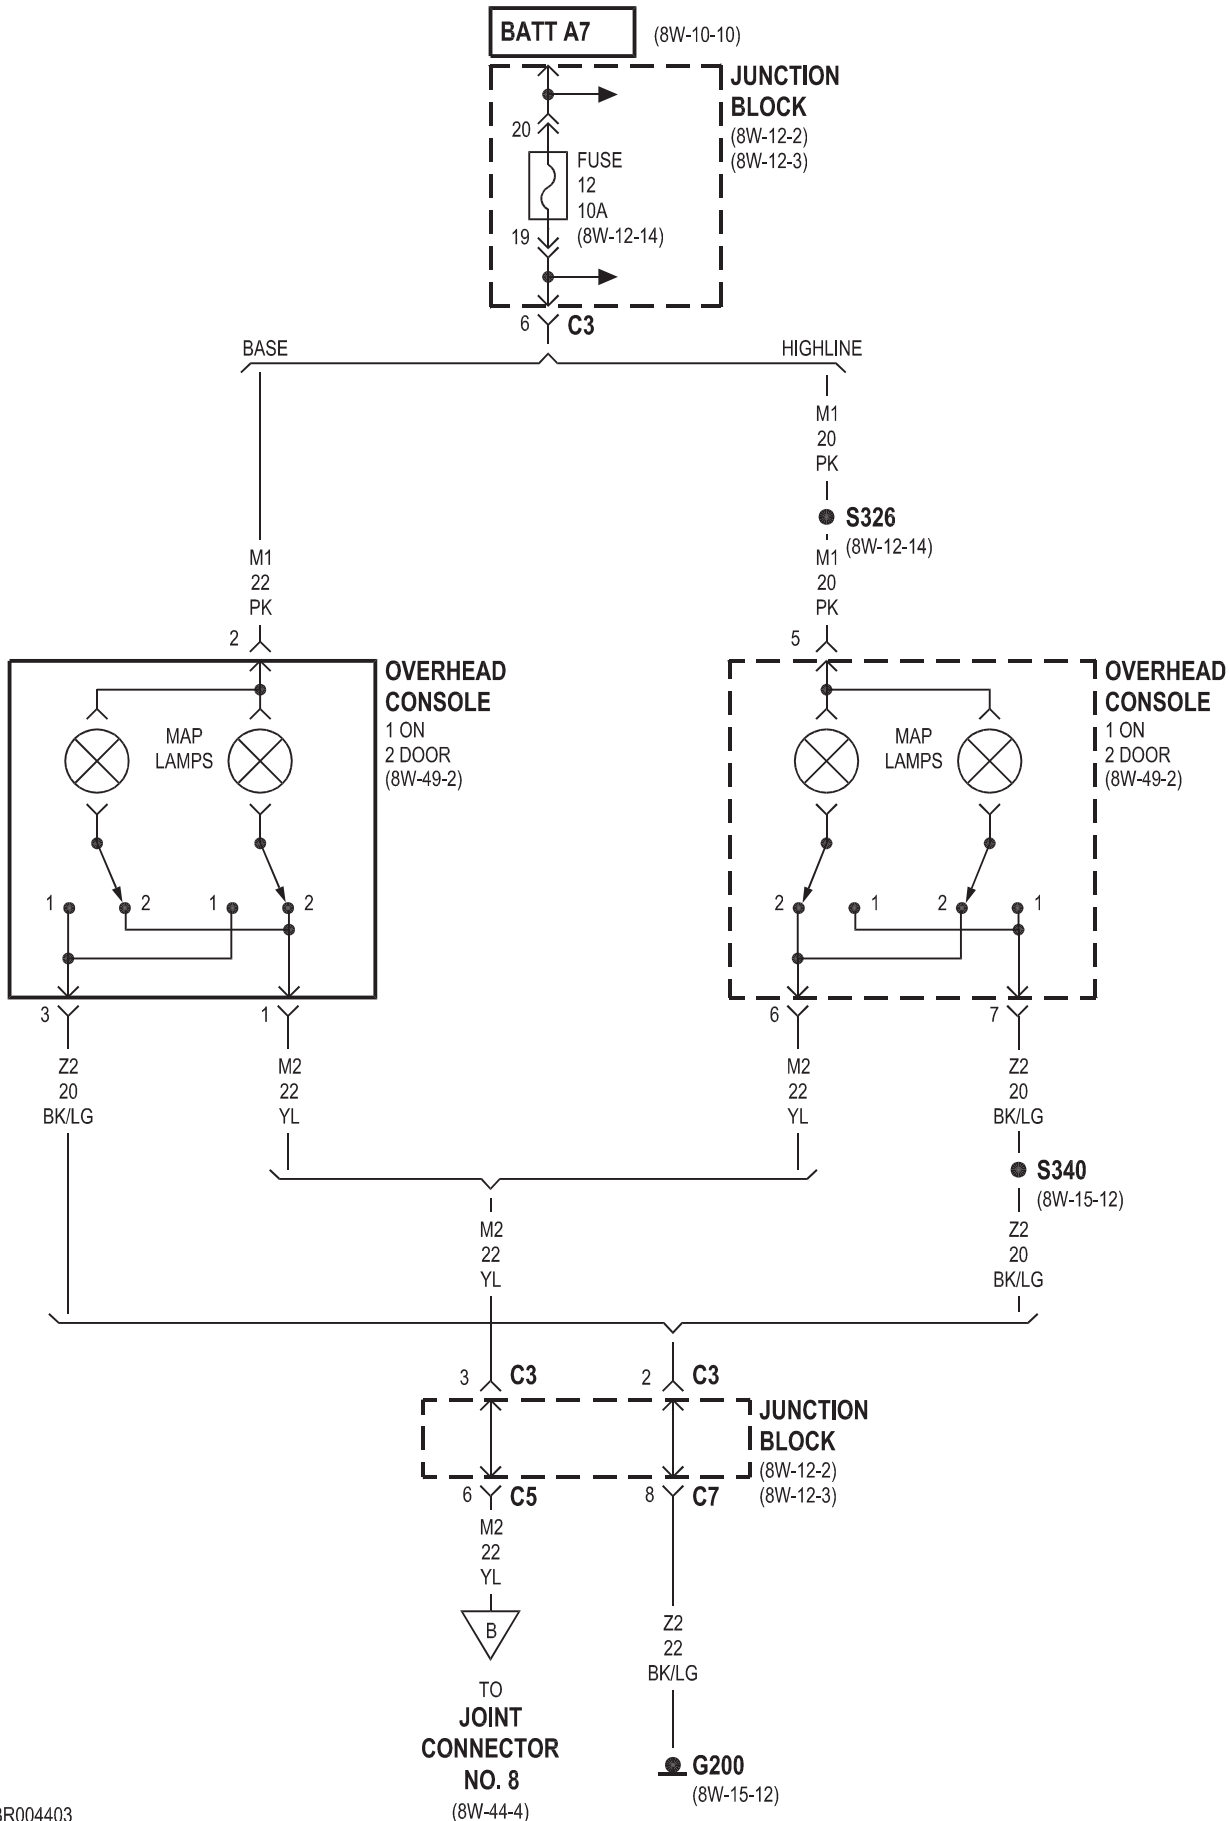 BATT A7
(8W-10-10)
JUNCTION
BLOCK
(8W-12-2)
(8W-12-3)
20
FUSE
12
10A
(8W-12-14)
19
6
C3
BASE
HIGHLINE
M1
20
PK
S326
(8W-12-14)
M1
22
PK
M1
20
PK
2
5
OVERHEAD
CONSOLE
1 ON
2 DOOR
(8W-49-2)
MAP
LAMPS
OVERHEAD
CONSOLE
1 ON
2 DOOR
(8W-49-2)
MAP
LAMPS
1
2
1
2
2
1
2
1
3
1
6
7
Z2
20
BK/LG
M2
22
YL
M2
22
YL
Z2
20
BK/LG
S340
(8W-15-12)
M2
22
YL
Z2
20
BK/LG
3
C3
2
C3
JUNCTION
BLOCK
(8W-12-2)
(8W-12-3)
6
C5
8
C7
M2
22
YL
B
TO
JOINT
CONNECTOR
NO. 8
(8W-44-4)
Z2
22
BK/LG
G200
(8W-15-12)
BR004403